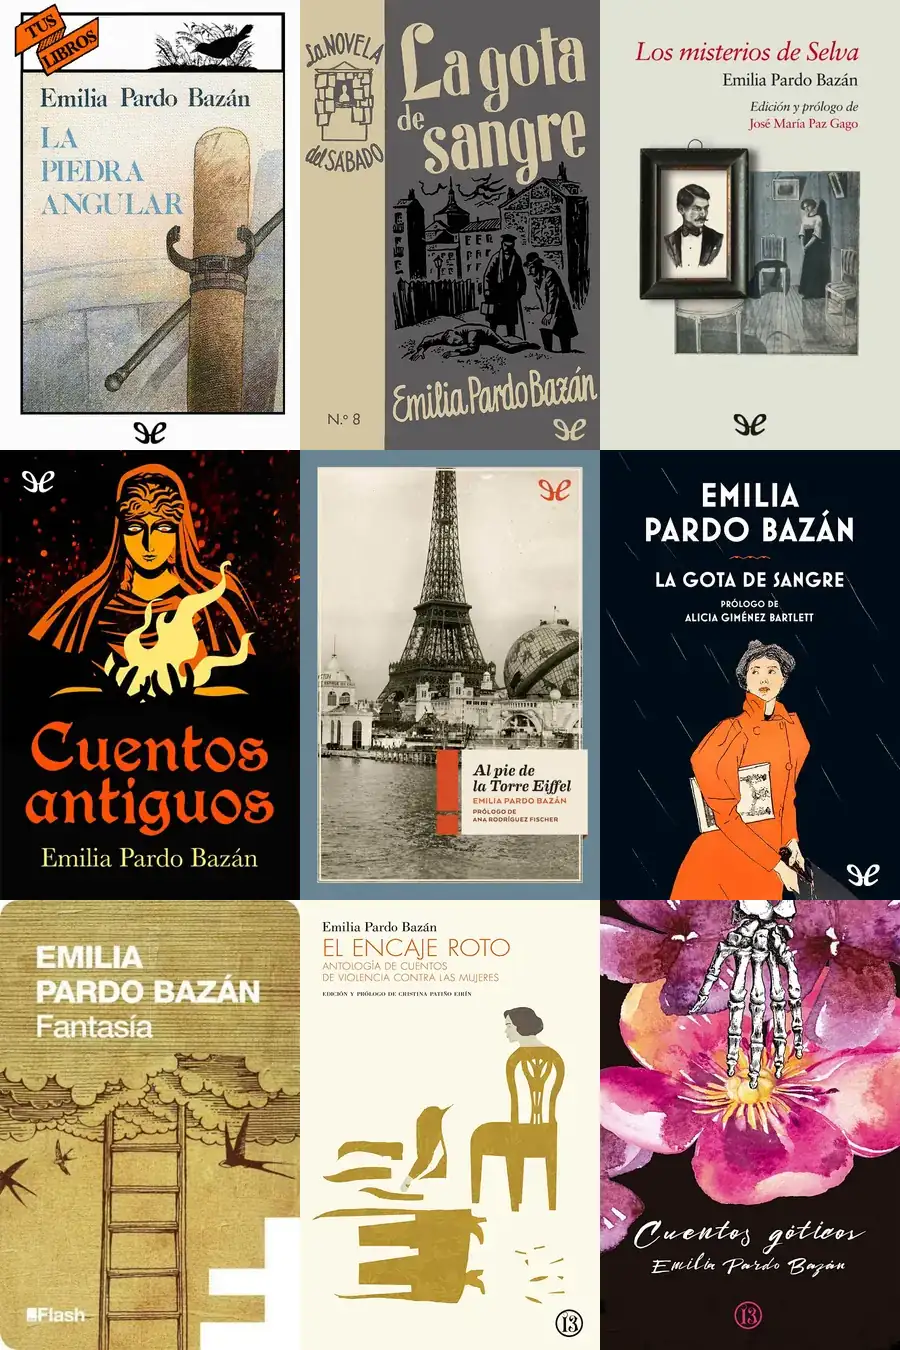 TUS
LIBROS
Emilia Pardo Bazán
LA
PIEDRA
ANGULAR
La NOVELA
del SÁBADO
N.º 8
La gota
de
sangre
Emilia Pardo Bazán
Los misterios de Selva
Emilia Pardo Bazán
Edición y prólogo de
José María Paz Gago
Cuentos
antiguos
Emilia Pardo Bazán
Al pie de
la Torre Eiffel
EMILIA PARDO BAZÁN
PRÓLOGO DE
ANA RODRÍGUEZ FISCHER
EMILIA
PARDO BAZÁN
LA GOTA DE SANGRE
PRÓLOGO DE
ALICIA GIMÉNEZ BARTLETT
EMILIA
PARDO BAZÁN
Fantasía
Flash
Emilia Pardo Bazán
EL ENCAJE ROTO
ANTOLOGÍA DE CUENTOS
DE VIOLENCIA CONTRA LAS MUJERES
EDICIÓN Y PRÓLOGO DE CRISTINA PATIÑO EIRÍN
13
Cuentos góticos
Emilia Pardo Bazán
13